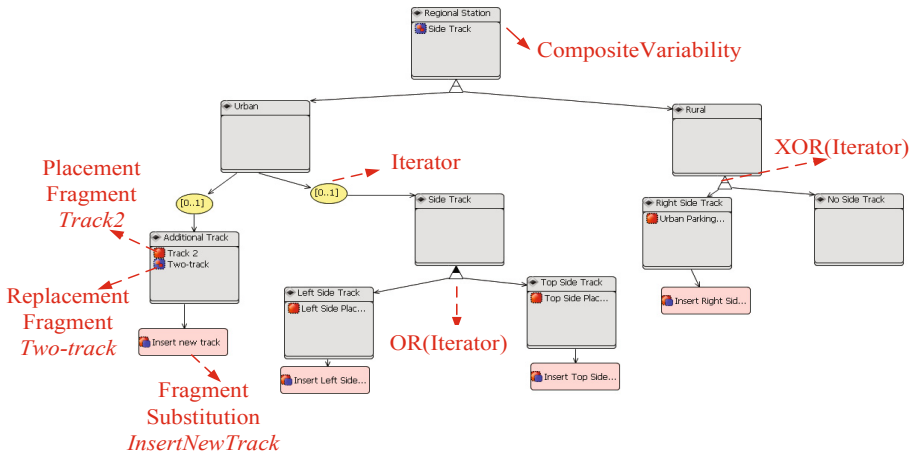 Regional Station
Side Track
CompositeVariability
Urban
Rural
Placement
Fragment
Track2
Iterator
XOR(Iterator)
[0..1]
[0..1]
Side Track
Right Side Track
Urban Parking...
No Side Track
Additional Track
Track 2
Two-track
Replacement
Fragment
Two-track
Left Side Track
Left Side Plac...
Top Side Track
Top Side Plac...
Insert Right Sid...
Insert new track
OR(Iterator)
Insert Left Side...
Insert Top Side...
Fragment
Substitution
InsertNewTrack